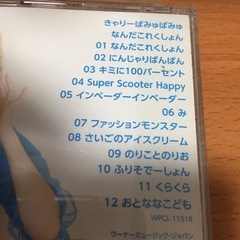 きゃりーぱみゅぱみゅ
なんだこれくしょん
01 なんだこれくしょん
02 にんじゃりばんばん
03 キミに100パーセント
04 Super Scooter Happy
05 インベーダーインベーダー
06 み
07 ファッションモンスター
08 さいごのアイスクリーム
09 のりことのりお
10 ふりそでーしょん
11 くらくら
12 おとななこども
WPCL-11518
ワーナーミュージック・ジャパン